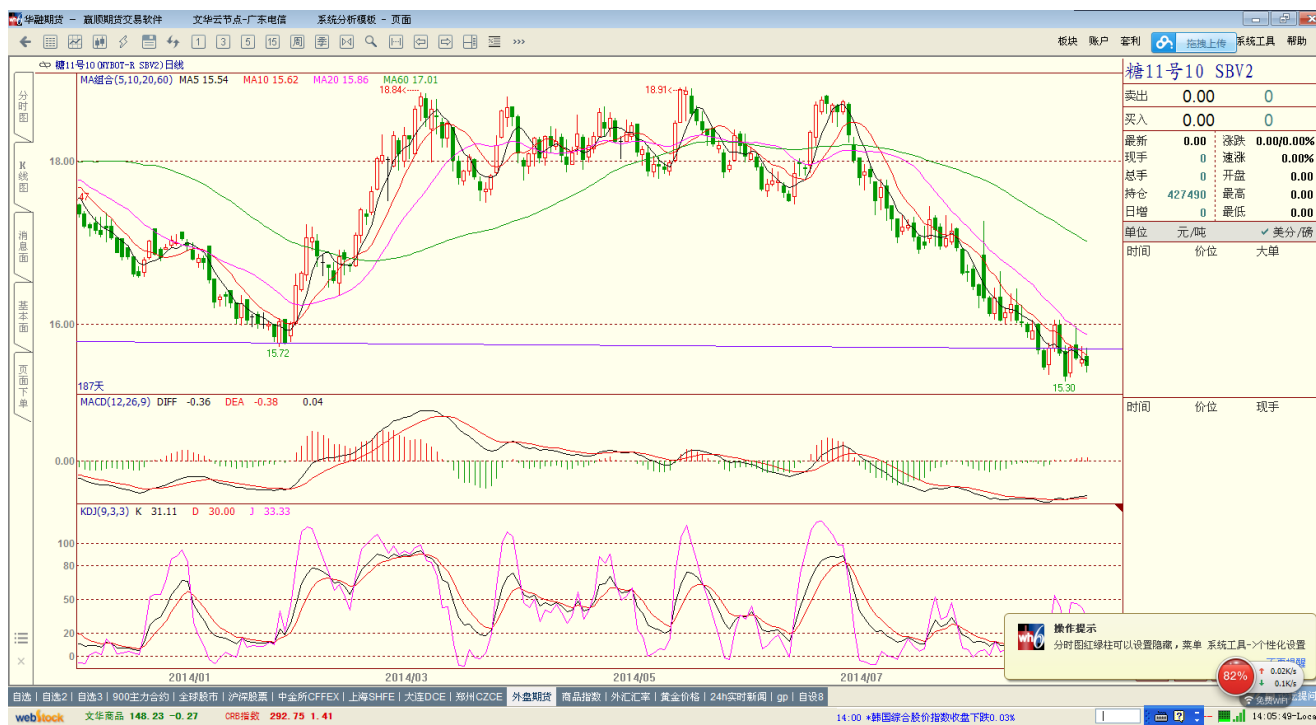 华融期货 - 赢顺期货交易软件 文华云节点-广东电信 系统分析模板 - 页面
1 3 5 15 周 季
板块 账户 套利 拖拽上传 系统工具 帮助
糖11号10(NYBOT-R SBV2)日线
MA组合(5,10,20,60) MA5 15.54 MA10 15.62 MA20 15.86 MA60 17.01
18.84
18.91
18.00
47
16.00
15.72
15.30
187天
MACD(12,26,9) DIFF -0.36 DEA -0.38 0.04
0.00
KDJ(9,3,3) K 31.11 D 30.00 J 33.33
100
80
50
20
0
2014/01 2014/03 2014/05 2014/07
分时图
K线图
消息面
基本面
页面下单
糖11号10 SBV2
卖出 0.00 0
买入 0.00 0
最新 0.00 涨跌 0.00/0.00%
现手 0 速涨 0.00%
总手 0 开盘 0.00
持仓 427490 最高 0.00
日增 0 最低 0.00
单位 元/吨 ✓美分/磅
时间 价位 大单
时间 价位 现手
wh6 操作提示
分时图红绿柱可以设置隐藏，菜单 系统工具->个性化设置
82% 0.02K/s
0.1K/s
免费WiFi
自选 自选2 自选3 900主力合约 全球股市 沪深股票 中金所CFFEX 上海SHFE 大连DCE 郑州CZCE 外盘期货 商品指数 外汇汇率 黄金价格 24h实时新闻 gp 自设8
webstock 文华商品 148.23 -0.27 CRB指数 292.75 1.41 14:00 *韩国综合股价指数收盘下跌0.03% 14:05:49-Loca